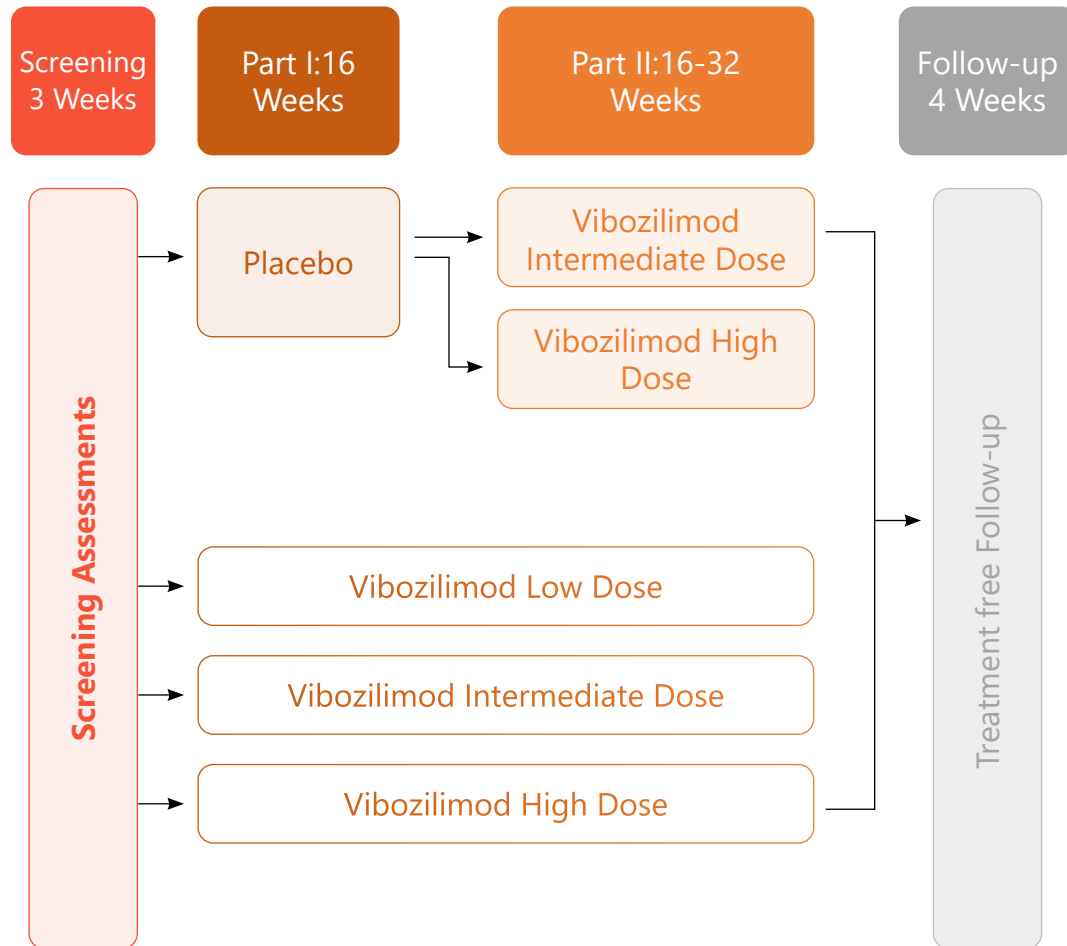 Screening
3 Weeks
Part I:16
Weeks
Part II:16-32
Weeks
Follow-up
4 Weeks
Screening Assessments
Placebo
Vibozilimod
Intermediate Dose
Vibozilimod High
Dose
Vibozilimod Low Dose
Vibozilimod Intermediate Dose
Vibozilimod High Dose
Treatment free Follow-up